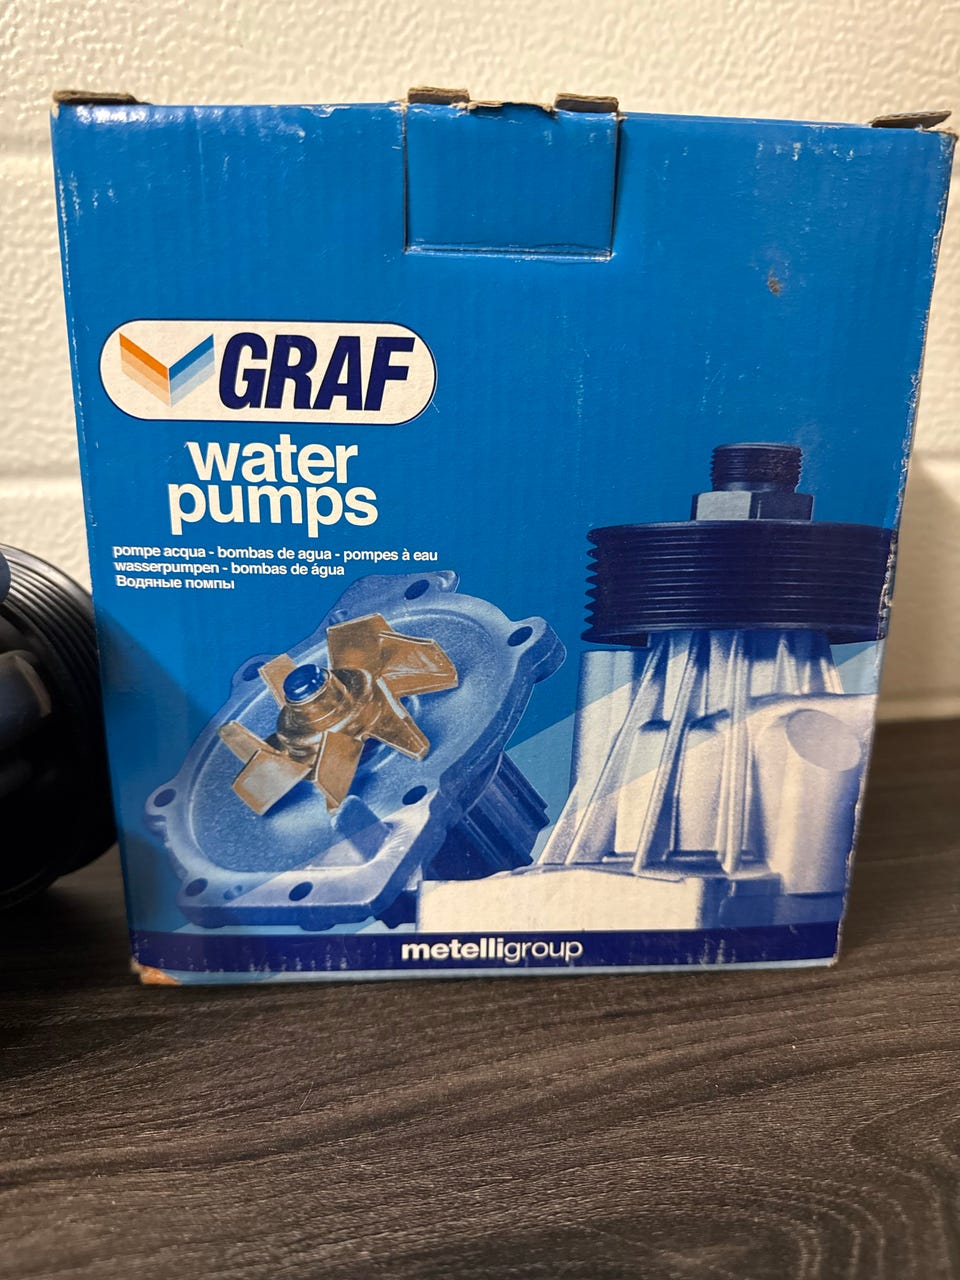 GRAF
water
pumps
pompe acqua - bombas de agua - pompes à eau
wasserpumpen - bombas de água
Водяные помпы
metelligroup